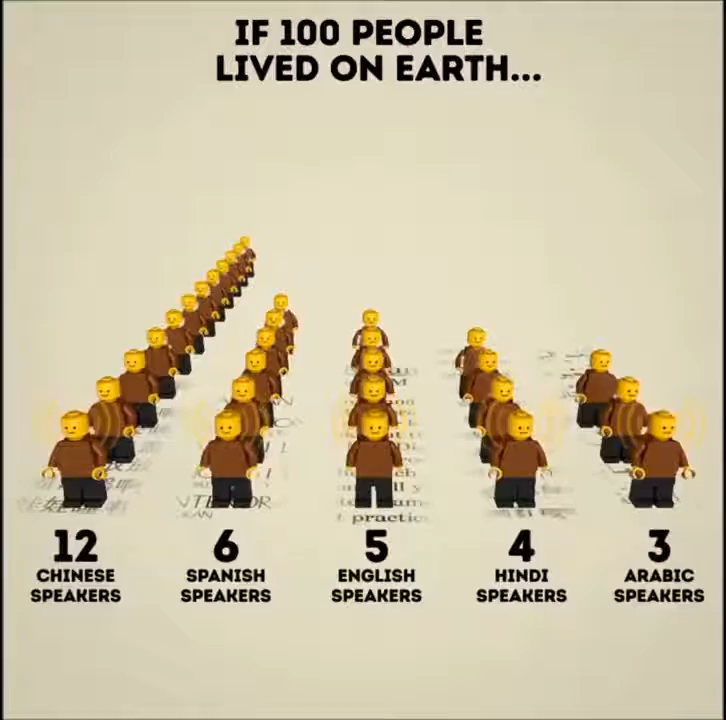 IF 100 PEOPLE
LIVED ON EARTH...
practic
12
CHINESE
SPEAKERS
6
SPANISH
SPEAKERS
5
ENGLISH
SPEAKERS
4
HINDI
SPEAKERS
3
ARABIC
SPEAKERS